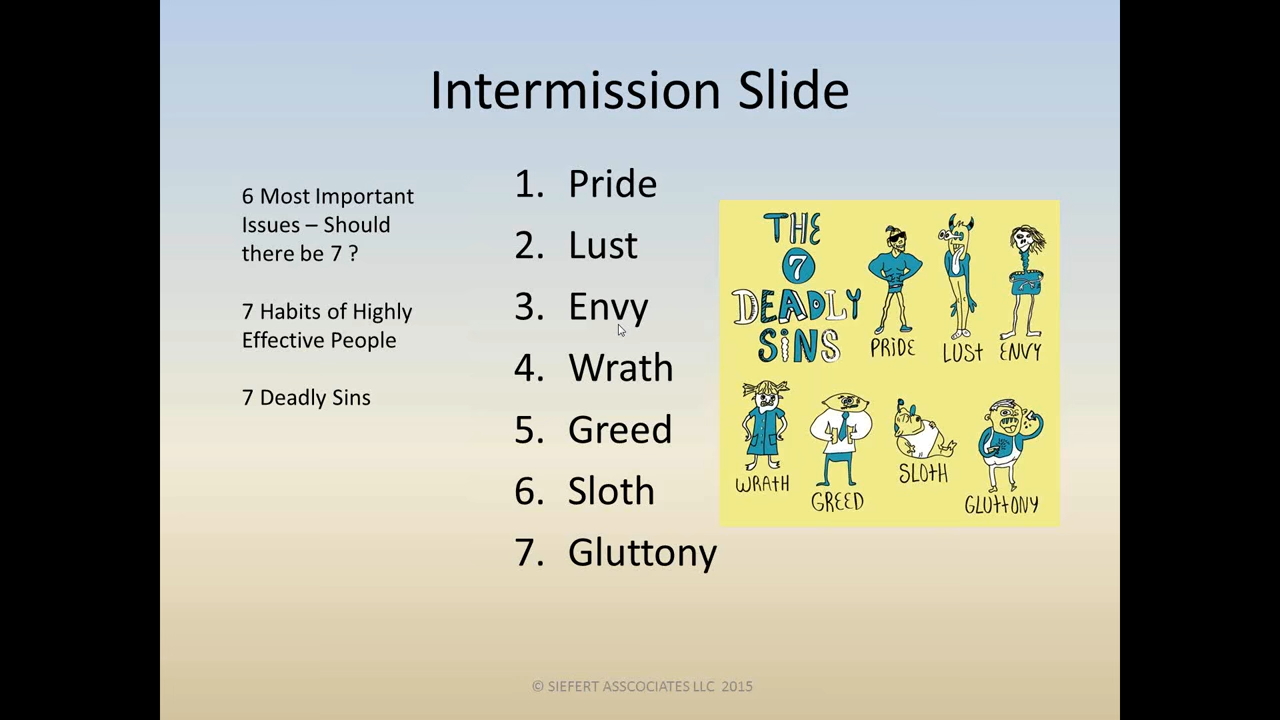 Intermission Slide
6 Most Important
Issues – Should
there be 7 ?
7 Habits of Highly
Effective People
7 Deadly Sins
1. Pride
2. Lust
3. Envy
4. Wrath
5. Greed
6. Sloth
7. Gluttony
THE
7
DEADLY
SiNS
PRiDE
LUSt
ENVY
WRAtH
GREED
SLOtH
GLUttONY
© SIEFERT ASSCOCIATES LLC 2015